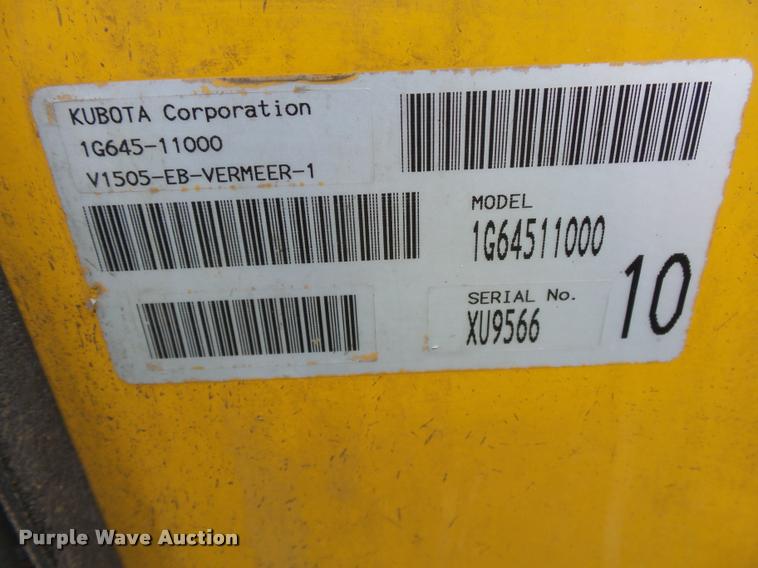 KUBOTA Corporation
1G645-11000
V1505-EB-VERMEER-1
MODEL
1G64511000
SERIAL No.
XU9566
10
Purple Wave Auction